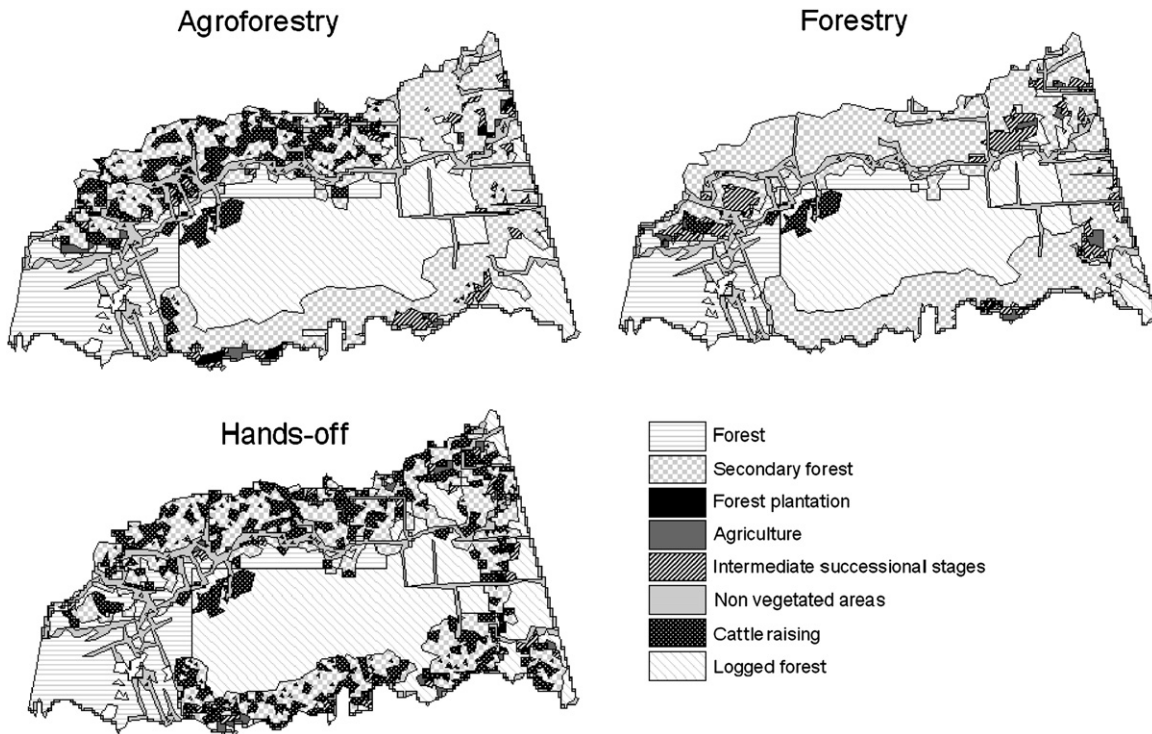 Agroforestry
Forestry
Hands-off
Forest
Secondary forest
Forest plantation
Agriculture
Intermediate successional stages
Non vegetated areas
Cattle raising
Logged forest